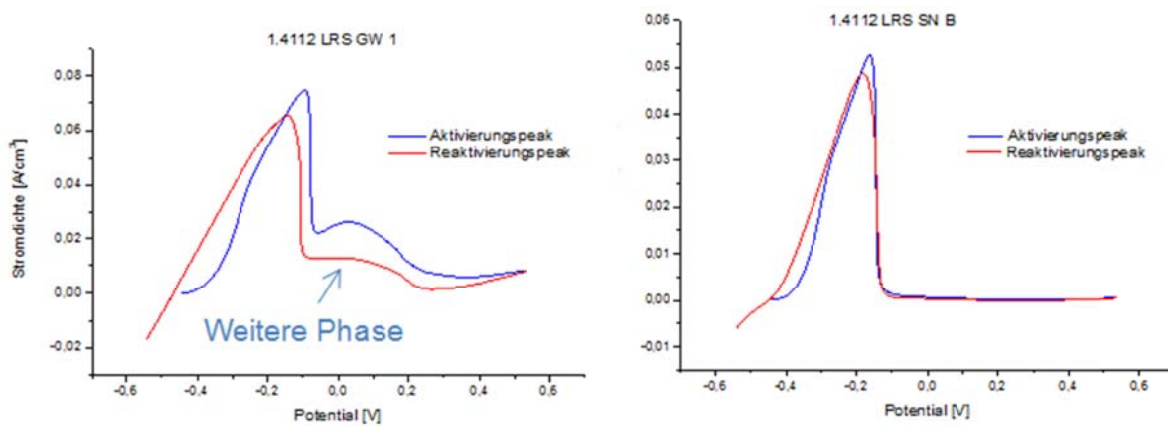 1.4112 LRS GW 1
0,08
0,06
0,04
0,02
0,00
-0,02
Stromdichte [A/cm³]
Aktivierungspeak
Reaktivierungspeak
Weitere Phase
-0,6
-0,4
-0,2
0,0
0,2
0,4
0,6
Potential [V]
1.4112 LRS SN B
0,06
0,05
0,04
0,03
0,02
0,01
0,00
-0,01
Aktivierungspeak
Reaktivierungspeak
-0,6
-0,4
-0,2
0,0
0,2
0,4
0,6
Potential [V]